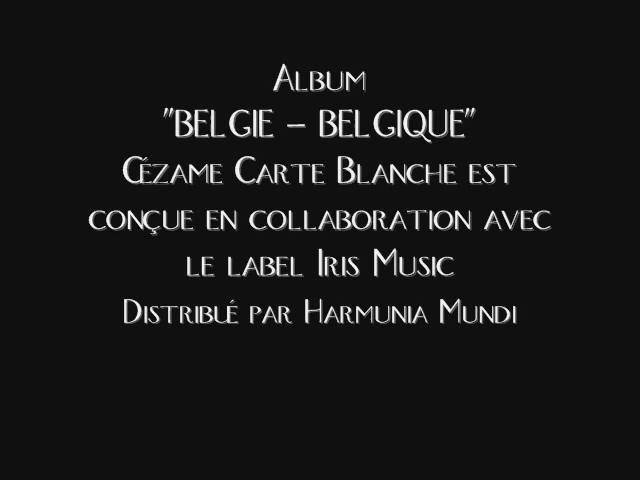 Album
"BELGIE – BELGIQUE"
Cézame Carte Blanche est
conçue en collaboration avec
le label Iris Music
Distribué par Harmunia Mundi